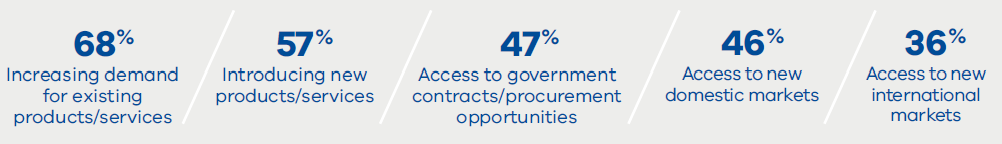 68%
Increasing demand
for existing
products/services
57%
Introducing new
products/services
47%
Access to government
contracts/procurement
opportunities
46%
Access to new
domestic markets
36%
Access to new
international
markets